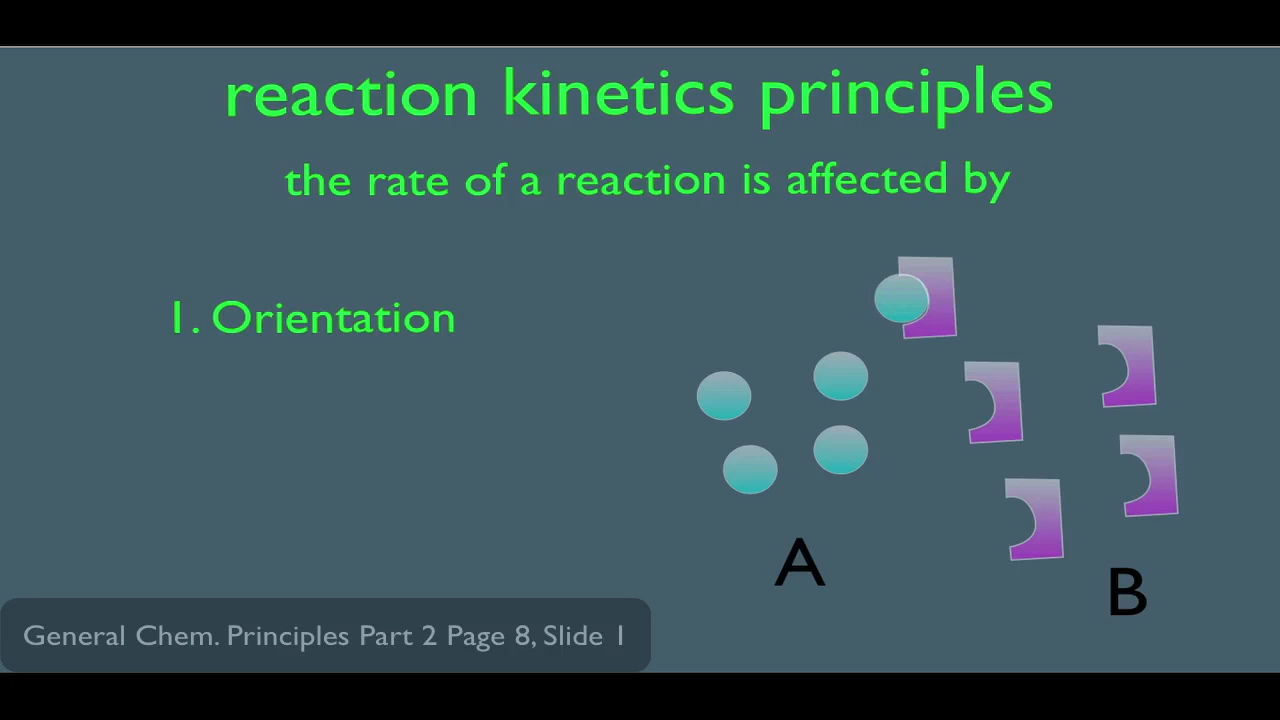 reaction kinetics principles
the rate of a reaction is affected by
1. Orientation
A
B
General Chem. Principles Part 2 Page 8, Slide 1